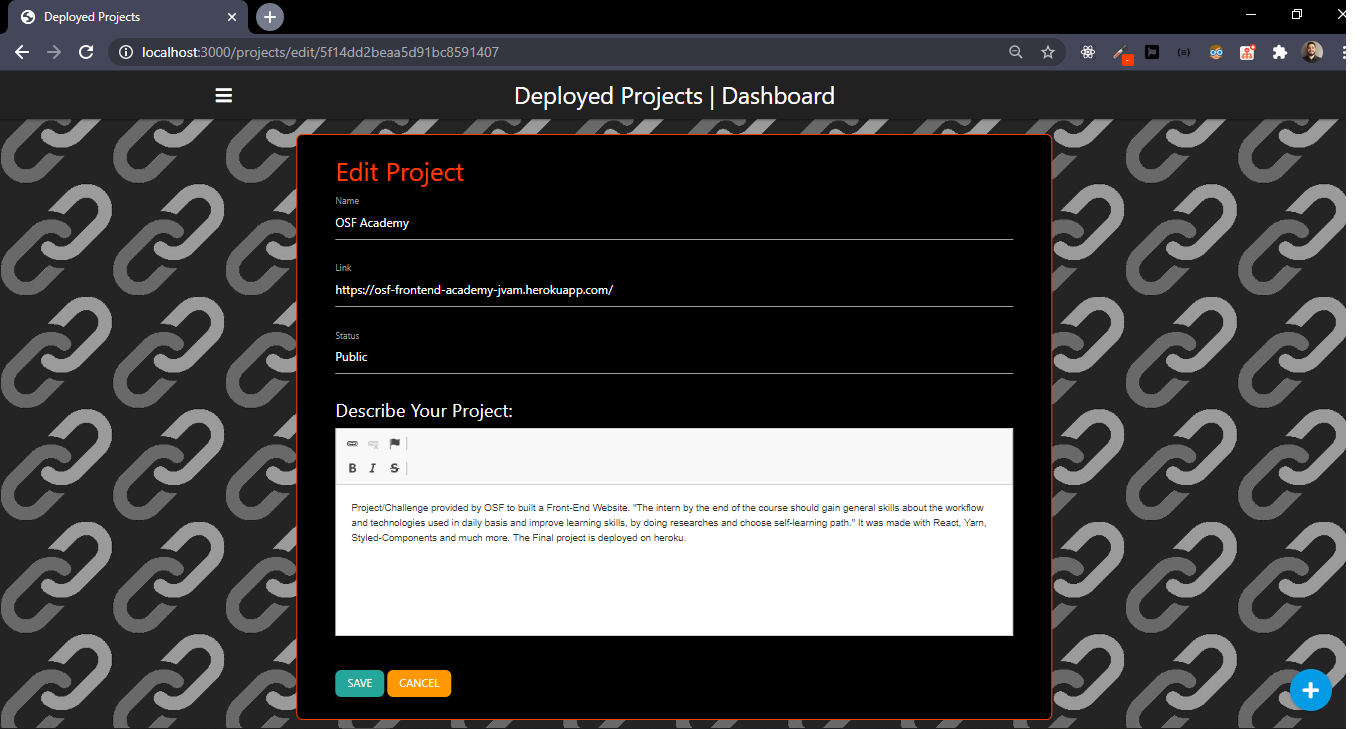 Deployed Projects
localhost:3000/projects/edit/5f14dd2beaa5d91bc8591407
Deployed Projects | Dashboard
Edit Project
Name
OSF Academy
Link
https://osf-frontend-academy-jvam.herokuapp.com/
Status
Public
Describe Your Project:
B I S
Project/Challenge provided by OSF to built a Front-End Website. "The intern by the end of the course should gain general skills about the workflow
and technologies used in daily basis and improve learning skills, by doing researches and choose self-learning path." It was made with React, Yarn,
Styled-Components and much more. The Final project is deployed on heroku.
SAVE CANCEL